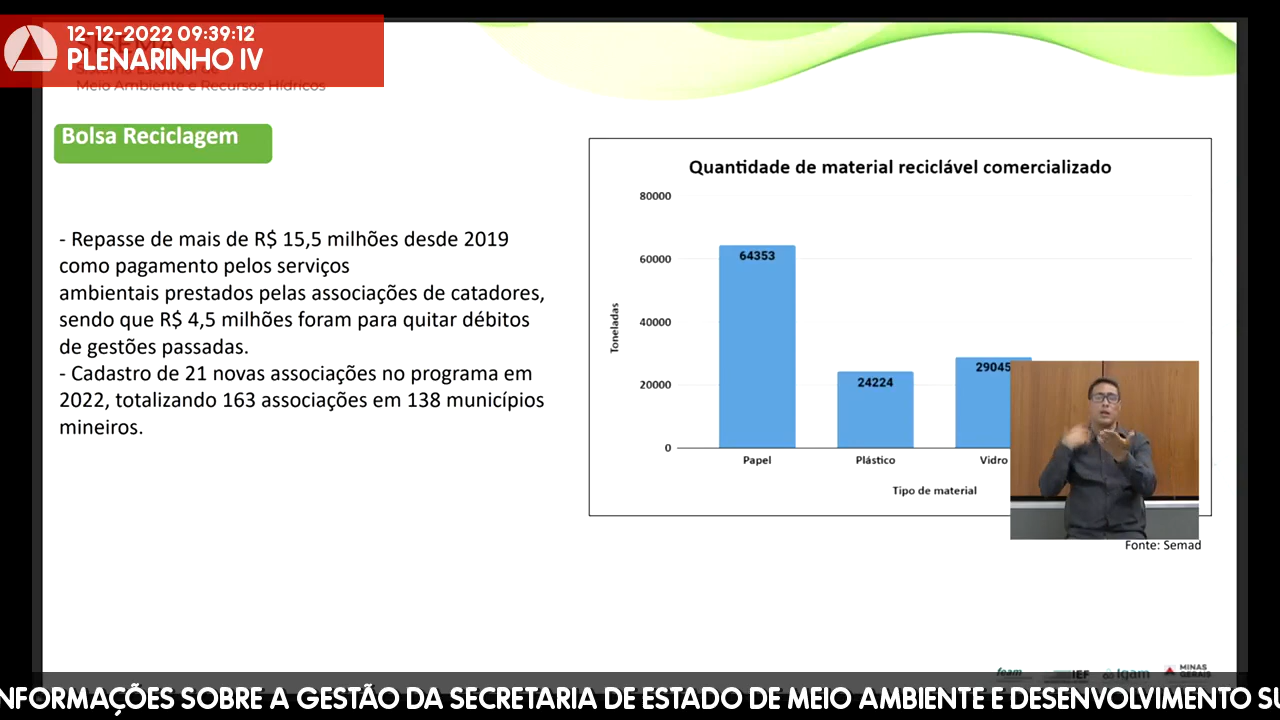 12-12-2022 09:39:12
PLENARINHO IV
Meio Ambiente e Recursos Hídricos
Bolsa Reciclagem
- Repasse de mais de R$ 15,5 milhões desde 2019
como pagamento pelos serviços
ambientais prestados pelas associações de catadores,
sendo que R$ 4,5 milhões foram para quitar débitos
de gestões passadas.
- Cadastro de 21 novas associações no programa em
2022, totalizando 163 associações em 138 municípios
mineiros.
Quantidade de material reciclável comercializado
80000
60000
40000
20000
0
Toneladas
64353
24224
29045
Papel
Plástico
Vidro
Tipo de material
Fonte: Semad
feam
IEF
Igam
MINAS
GERAIS
NFORMAÇÕES SOBRE A GESTÃO DA SECRETARIA DE ESTADO DE MEIO AMBIENTE E DESENVOLVIMENTO SU